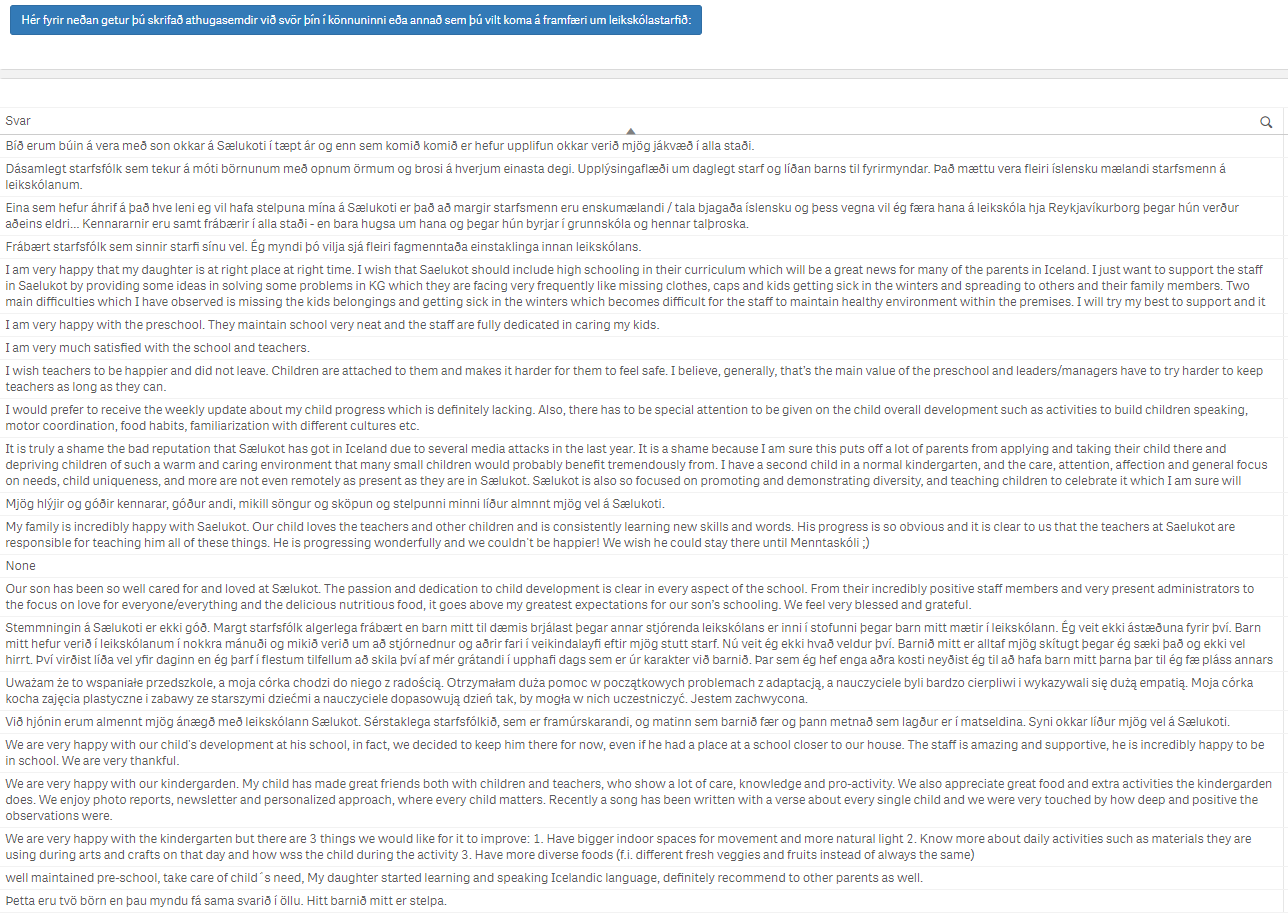 Hér fyrir neðan getur þú skrifað athugasemdir við svör þín í könnuninni eða annað sem þú vilt koma á framfæri um leikskólastarfið:
Svar
Bíð erum búin á vera með son okkar á Sælukoti í tæpt ár og enn sem komið komið er hefur upplifun okkar verið mjög jákvæð í alla staði.
Dásamlegt starfsfólk sem tekur á móti börnunum með opnum örmum og brosi á hverjum einasta degi. Upplýsingaflæði um daglegt starf og líðan barns til fyrirmyndar. Það mættu vera fleiri íslensku mælandi starfsmenn á
leikskólanum.
Eina sem hefur áhrif á það hve leni eg vil hafa stelpuna mína á Sælukoti er það að margir starfsmenn eru enskumælandi / tala bjagaða íslensku og þess vegna vil ég færa hana á leikskóla hja Reykjavíkurborg þegar hún verður
aðeins eldri... Kennararnir eru samt frábærir í alla staði - en bara hugsa um hana og þegar hún byrjar í grunnskóla og hennar talþroska.
Frábært starfsfólk sem sinnir starfi sínu vel. Ég myndi þó vilja sjá fleiri fagmenntaða einstaklinga innan leikskólans.
I am very happy that my daughter is at right place at right time. I wish that Saelukot should include high schooling in their curriculum which will be a great news for many of the parents in Iceland. I just want to support the staff
in Saelukot by providing some ideas in solving some problems in KG which they are facing very frequently like missing clothes, caps and kids getting sick in the winters and spreading to others and their family members. Two
main difficulties which I have observed is missing the kids belongings and getting sick in the winters which becomes difficult for the staff to maintain healthy environment within the premises. I will try my best to support and it
I am very happy with the preschool. They maintain school very neat and the staff are fully dedicated in caring my kids.
I am very much satisfied with the school and teachers.
I wish teachers to be happier and did not leave. Children are attached to them and makes it harder for them to feel safe. I believe, generally, that's the main value of the preschool and leaders/managers have to try harder to keep
teachers as long as they can.
I would prefer to receive the weekly update about my child progress which is definitely lacking. Also, there has to be special attention to be given on the child overall development such as activities to build children speaking,
motor coordination, food habits, familiarization with different cultures etc.
It is truly a shame the bad reputation that Sælukot has got in Iceland due to several media attacks in the last year. It is a shame because I am sure this puts off a lot of parents from applying and taking their child there and
depriving children of such a warm and caring environment that many small children would probably benefit tremendously from. I have a second child in a normal kindergarten, and the care, attention, affection and general focus
on needs, child uniqueness, and more are not even remotely as present as they are in Sælukot. Sælukot is also so focused on promoting and demonstrating diversity, and teaching children to celebrate it which I am sure will
Mjög hlýjir og góðir kennarar, góður andi, mikill söngur og sköpun og stelpunni minni líður almnnt mjög vel á Sælukoti.
My family is incredibly happy with Saelukot. Our child loves the teachers and other children and is consistently learning new skills and words. His progress is so obvious and it is clear to us that the teachers at Saelukot are
responsible for teaching him all of these things. He is progressing wonderfully and we couldn't be happier! We wish he could stay there until Menntaskóli ;)
None
Our son has been so well cared for and loved at Sælukot. The passion and dedication to child development is clear in every aspect of the school. From their incredibly positive staff members and very present administrators to
the focus on love for everyone/everything and the delicious nutritious food, it goes above my greatest expectations for our son's schooling. We feel very blessed and grateful.
Stemmningin á Sælukoti er ekki góð. Margt starfsfólk algerlega frábært en barn mitt til dæmis brjálast þegar annar stjórenda leikskólans er inni í stofunni þegar barn mitt mætir í leikskólann. Ég veit ekki ástæðuna fyrir því. Barn
mitt hefur verið í leikskólanum í nokkra mánuði og mikið verið um að stjórnednur og aðrir fari í veikindalayfi eftir mjög stutt starf. Nú veit ég ekki hvað veldur því. Barnið mitt er alltaf mjög skítugt þegar ég sæki það og ekki vel
hirrt. Því virðist líða vel yfir daginn en ég þarf í flestum tilfellum að skila því af mér grátandi í upphafi dags sem er úr karakter við barnið. Þar sem ég hef enga aðra kosti neyðist ég til að hafa barn mitt þarna þar til ég fæ pláss annars
Uważam że to wspaniałe przedszkole, a moja córka chodzi do niego z radością. Otrzymałam duża pomoc w początkowych problemach z adaptacją, a nauczyciele byli bardzo cierpliwi i wykazywali się dużą empatią. Moja córka
kocha zajęcia plastyczne i zabawy ze starszymi dziećmi a nauczyciele dopasowują dzień tak, by mogła w nich uczestniczyć. Jestem zachwycona.
Við hjónin erum almennt mjög ánægð með leikskólann Sælukot. Sérstaklega starfsfólkið, sem er framúrskarandi, og matinn sem barnið fær og þann metnað sem lagður er í matseldina. Syni okkar líður mjög vel á Sælukoti.
We are very happy with our child's development at his school, in fact, we decided to keep him there for now, even if he had a place at a school closer to our house. The staff is amazing and supportive, he is incredibly happy to be
in school. We are very thankful.
We are very happy with our kindergarden. My child has made great friends both with children and teachers, who show a lot of care, knowledge and pro-activity. We also appreciate great food and extra activities the kindergarden
does. We enjoy photo reports, newsletter and personalized approach, where every child matters. Recently a song has been written with a verse about every single child and we were very touched by how deep and positive the
observations were.
We are very happy with the kindergarten but there are 3 things we would like for it to improve: 1. Have bigger indoor spaces for movement and more natural light 2. Know more about daily activities such as materials they are
using during arts and crafts on that day and how wss the child during the activity 3. Have more diverse foods (f.i. different fresh veggies and fruits instead of always the same)
well maintained pre-school, take care of child´s need, My daughter started learning and speaking Icelandic language, definitely recommend to other parents as well.
Þetta eru tvö börn en þau myndu fá sama svarið í öllu. Hitt barnið mitt er stelpa.